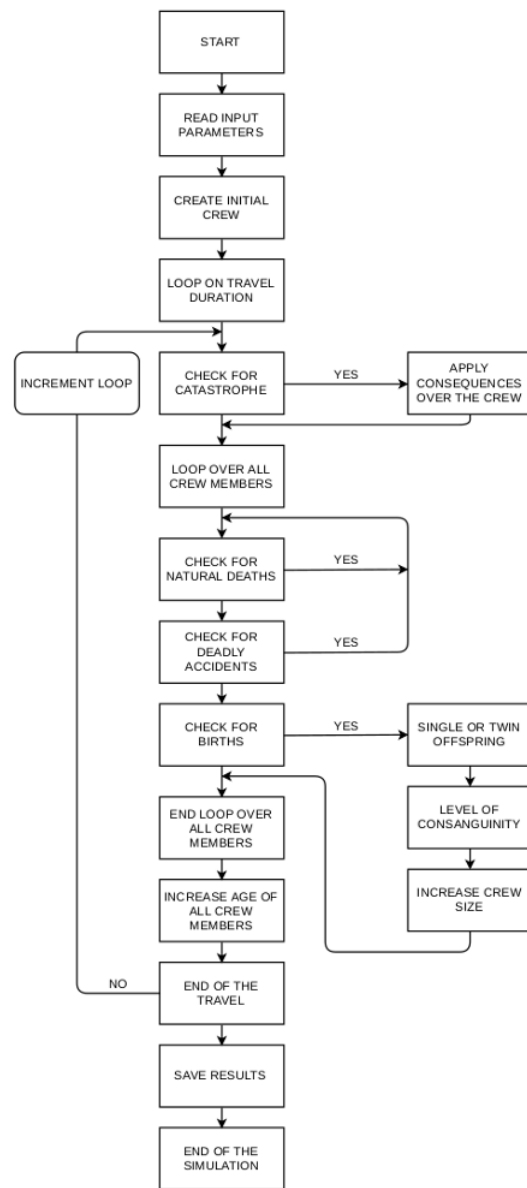 START
READ INPUT
PARAMETERS
CREATE INITIAL
CREW
LOOP ON TRAVEL
DURATION
INCREMENT LOOP
CHECK FOR
CATASTROPHE
YES
APPLY
CONSEQUENCES
OVER THE CREW
LOOP OVER ALL
CREW MEMBERS
CHECK FOR
NATURAL DEATHS
YES
CHECK FOR
DEADLY
ACCIDENTS
YES
CHECK FOR
BIRTHS
YES
SINGLE OR TWIN
OFFSPRING
LEVEL OF
CONSANGUINITY
INCREASE CREW
SIZE
END LOOP OVER
ALL CREW
MEMBERS
INCREASE AGE OF
ALL CREW
MEMBERS
NO
END OF THE
TRAVEL
SAVE RESULTS
END OF THE
SIMULATION